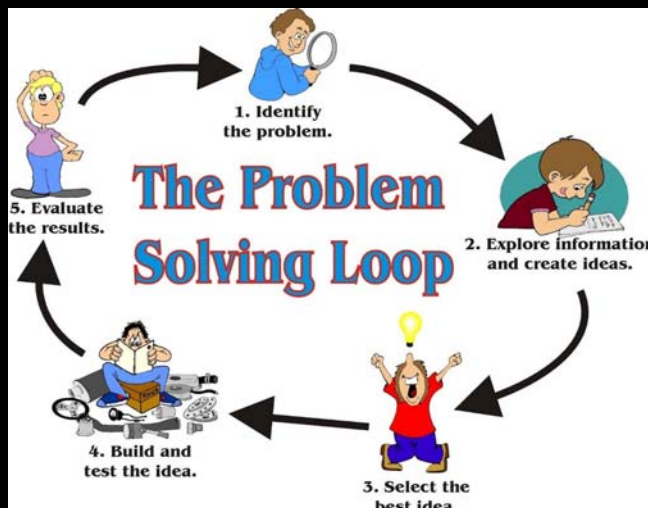 The Problem
Solving Loop
1. Identify
the problem.
2. Explore information
and create ideas.
3. Select the
best idea.
4. Build and
test the idea.
5. Evaluate
the results.